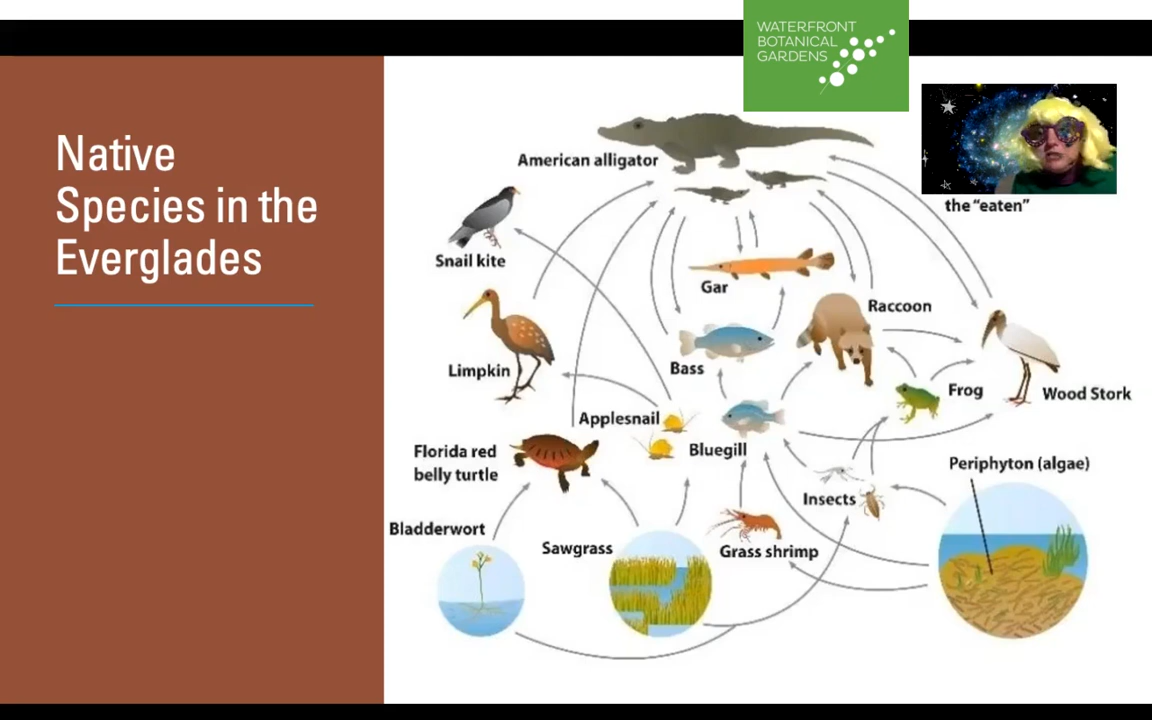 WATERFRONT
BOTANICAL
GARDENS
Native
Species in the
Everglades
American alligator
the “eaten”
Snail kite
Gar
Raccoon
Limpkin
Bass
Frog
Wood Stork
Applesnail
Bluegill
Florida red
belly turtle
Periphyton (algae)
Insects
Bladderwort
Sawgrass
Grass shrimp